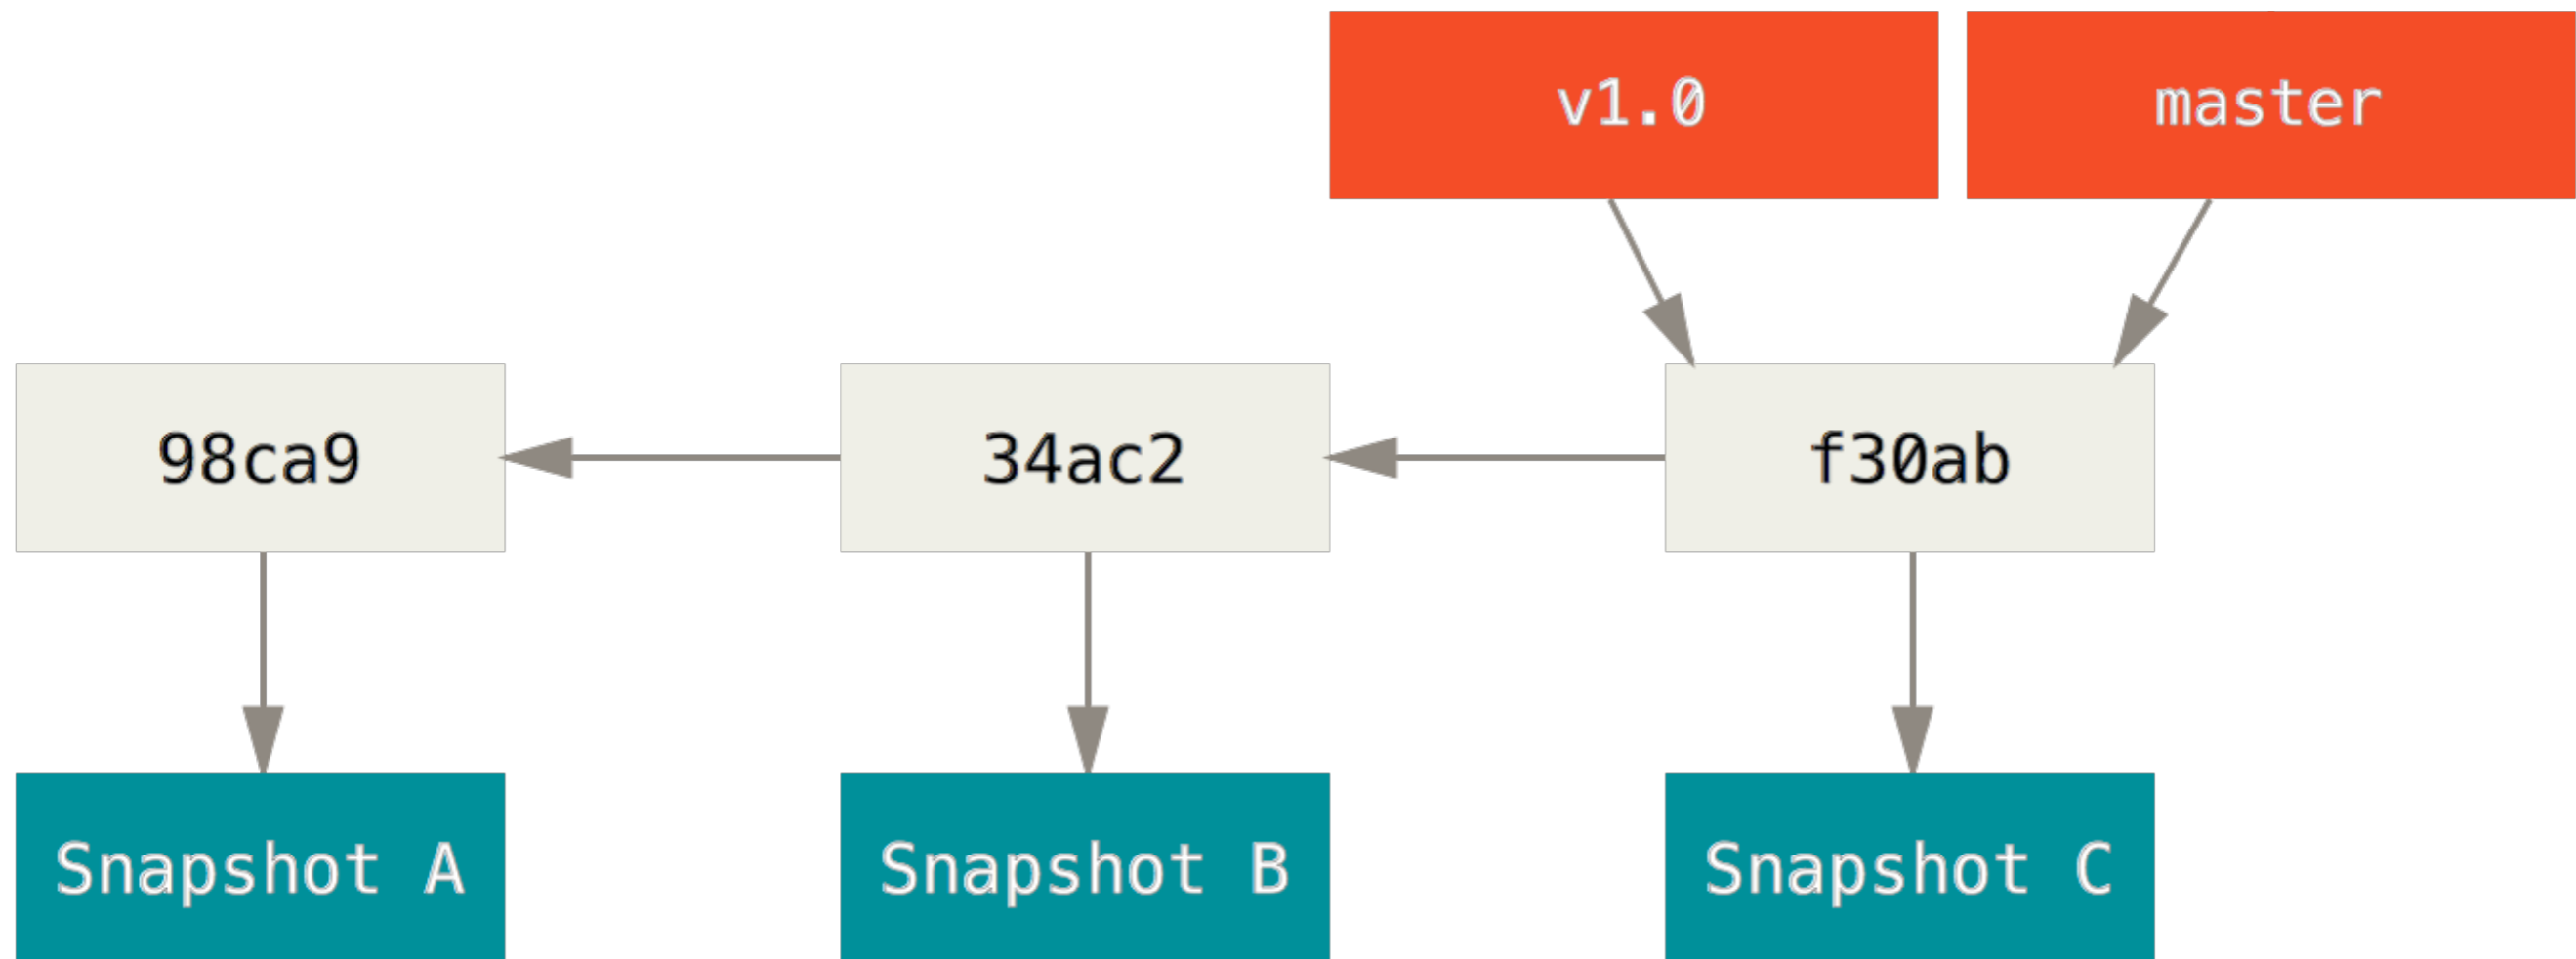 v1.0
master
98ca9
34ac2
f30ab
Snapshot A
Snapshot B
Snapshot C